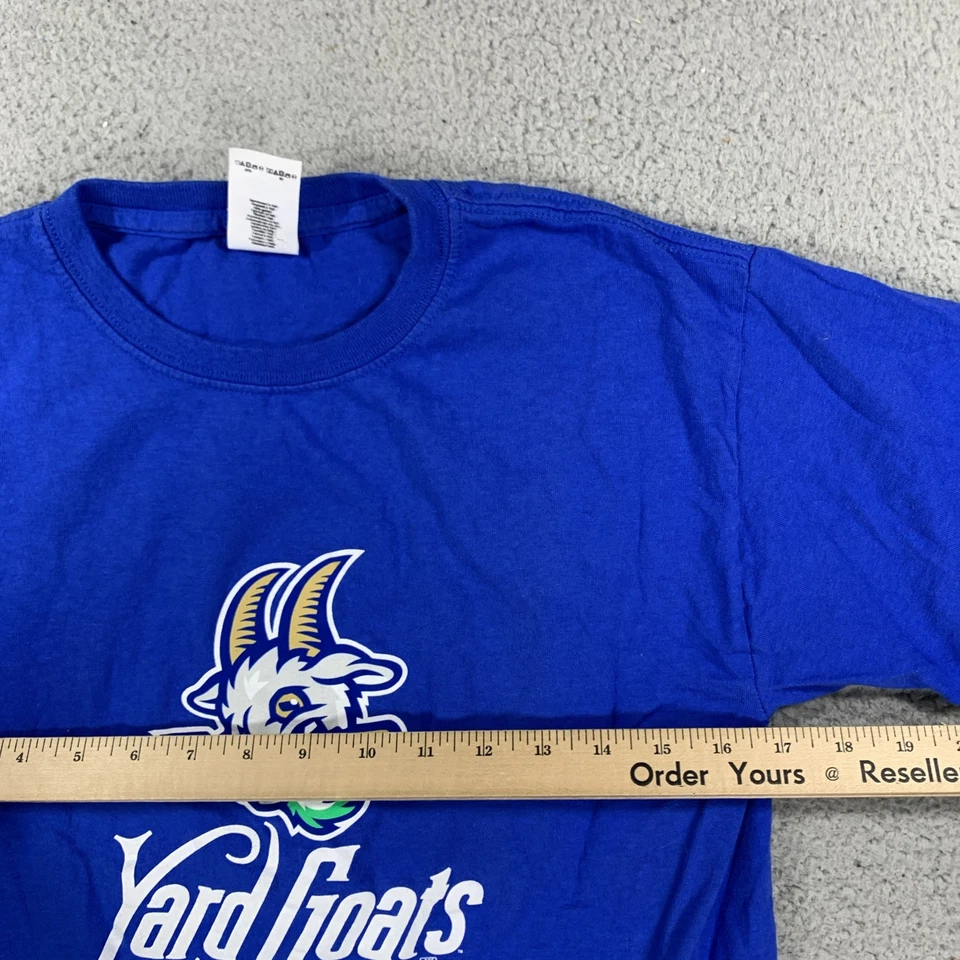 4 5 6 7 8 9 10 11 12 13 14 15 16 17 18 19
Order Yours @ Reselle
Yard Goats